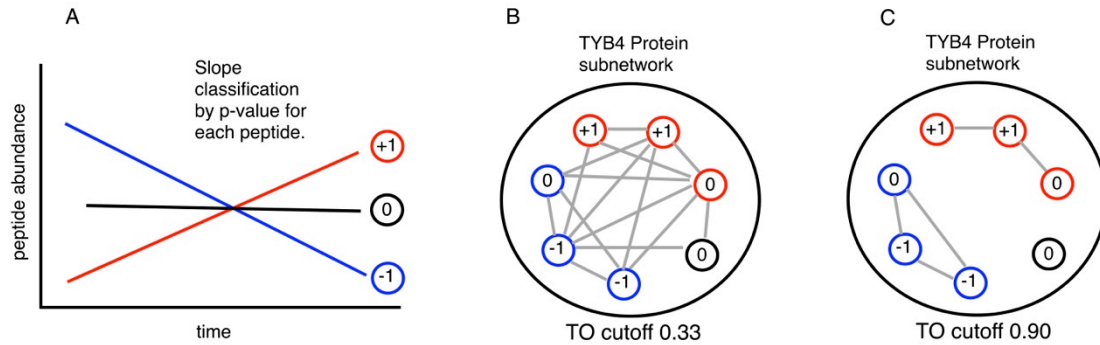 A
Slope
classification
by p-value for
each peptide.
peptide abundance
+1
0
-1
time
B
TYB4 Protein
subnetwork
+1
+1
0
0
-1
0
-1
TO cutoff 0.33
C
TYB4 Protein
subnetwork
+1
+1
0
0
-1
0
-1
TO cutoff 0.90